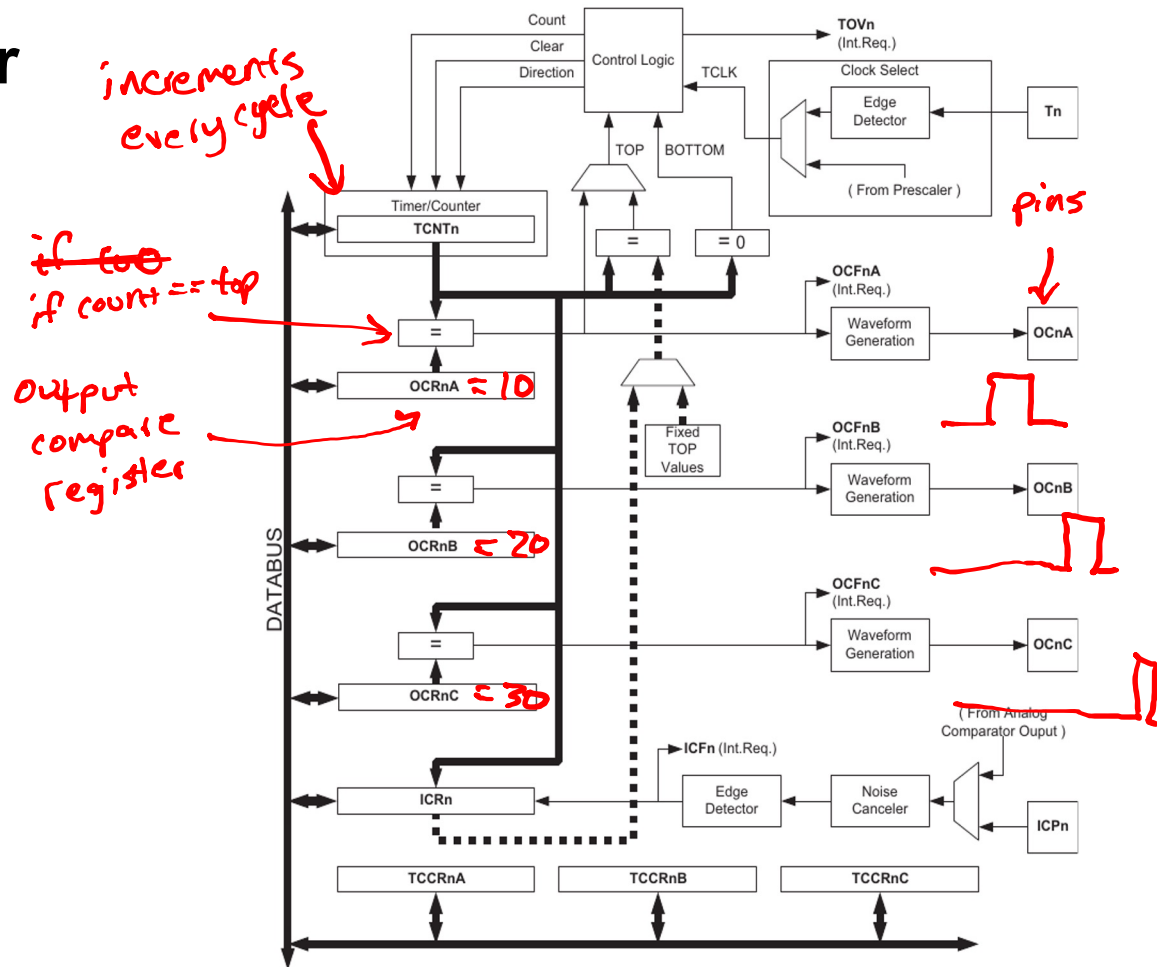 r
increments
every cycle
Count
Clear
Direction
Control Logic
TOVn
(Int.Req.)
TCLK
Clock Select
Edge
Detector
Tn
TOP
BOTTOM
( From Prescaler )
Timer/Counter
TCNTn
=
= 0
pins
if count == top
=
OCFnA
(Int.Req.)
Waveform
Generation
OCnA
OCRnA = 10
output
compare
register
Fixed
TOP
Values
OCFnB
(Int.Req.)
=
Waveform
Generation
OCnB
OCRnB = 20
DATABUS
OCFnC
(Int.Req.)
=
Waveform
Generation
OCnC
OCRnC = 30
( From Analog
Comparator Ouput )
ICFn (Int.Req.)
ICRn
Edge
Detector
Noise
Canceler
ICPn
TCCRnA
TCCRnB
TCCRnC